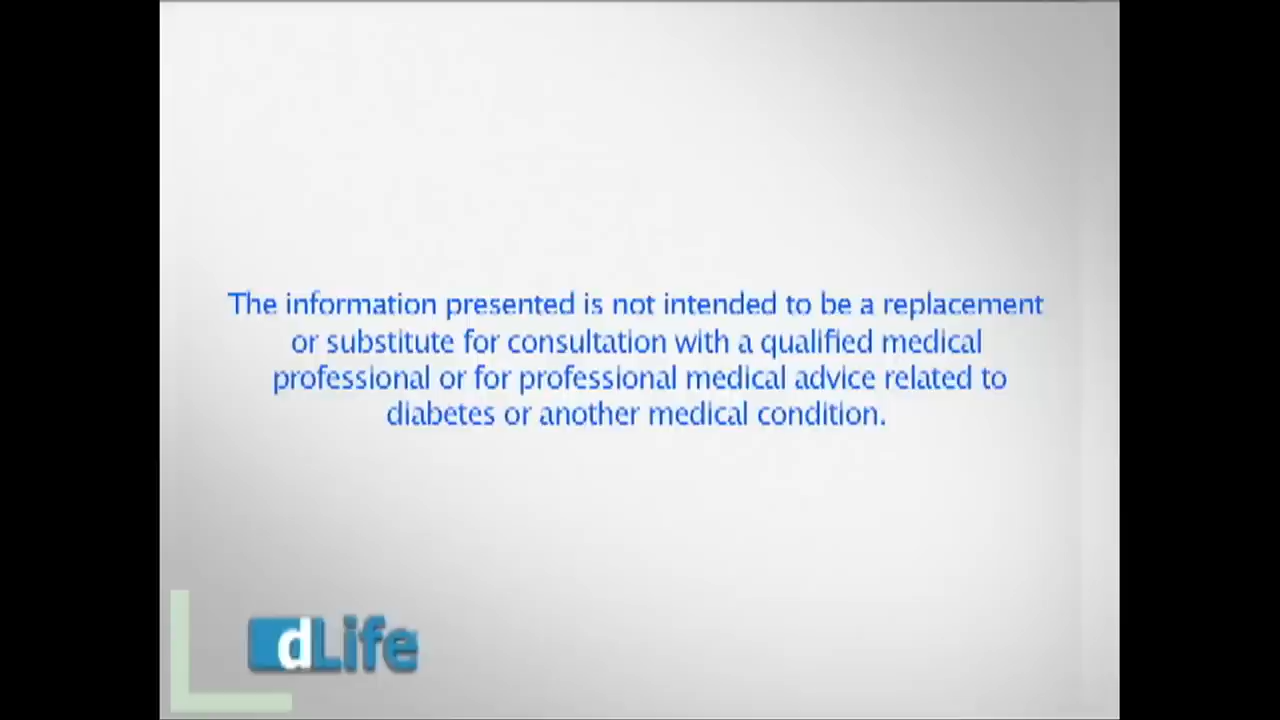 The information presented is not intended to be a replacement
or substitute for consultation with a qualified medical
professional or for professional medical advice related to
diabetes or another medical condition.
dLife